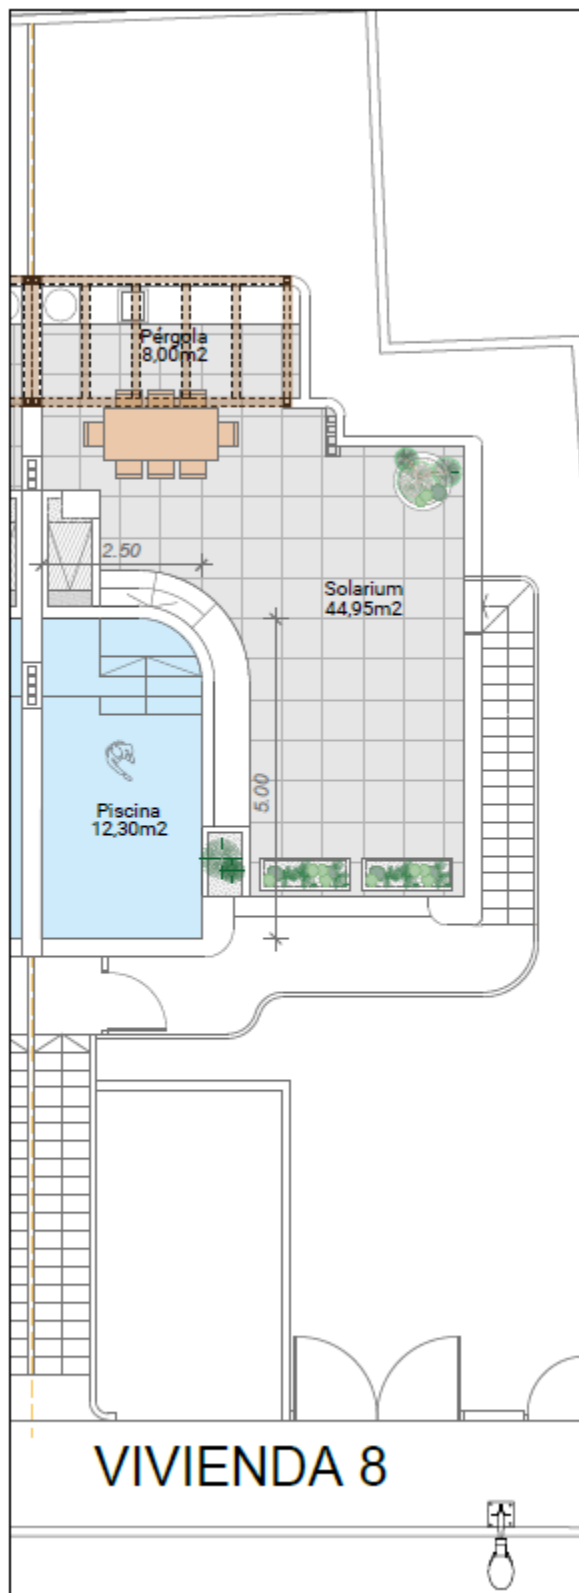 Pérgola
8,00m2
2.50
Solarium
44,95m2
5.00
Piscina
12,30m2
VIVIENDA 8